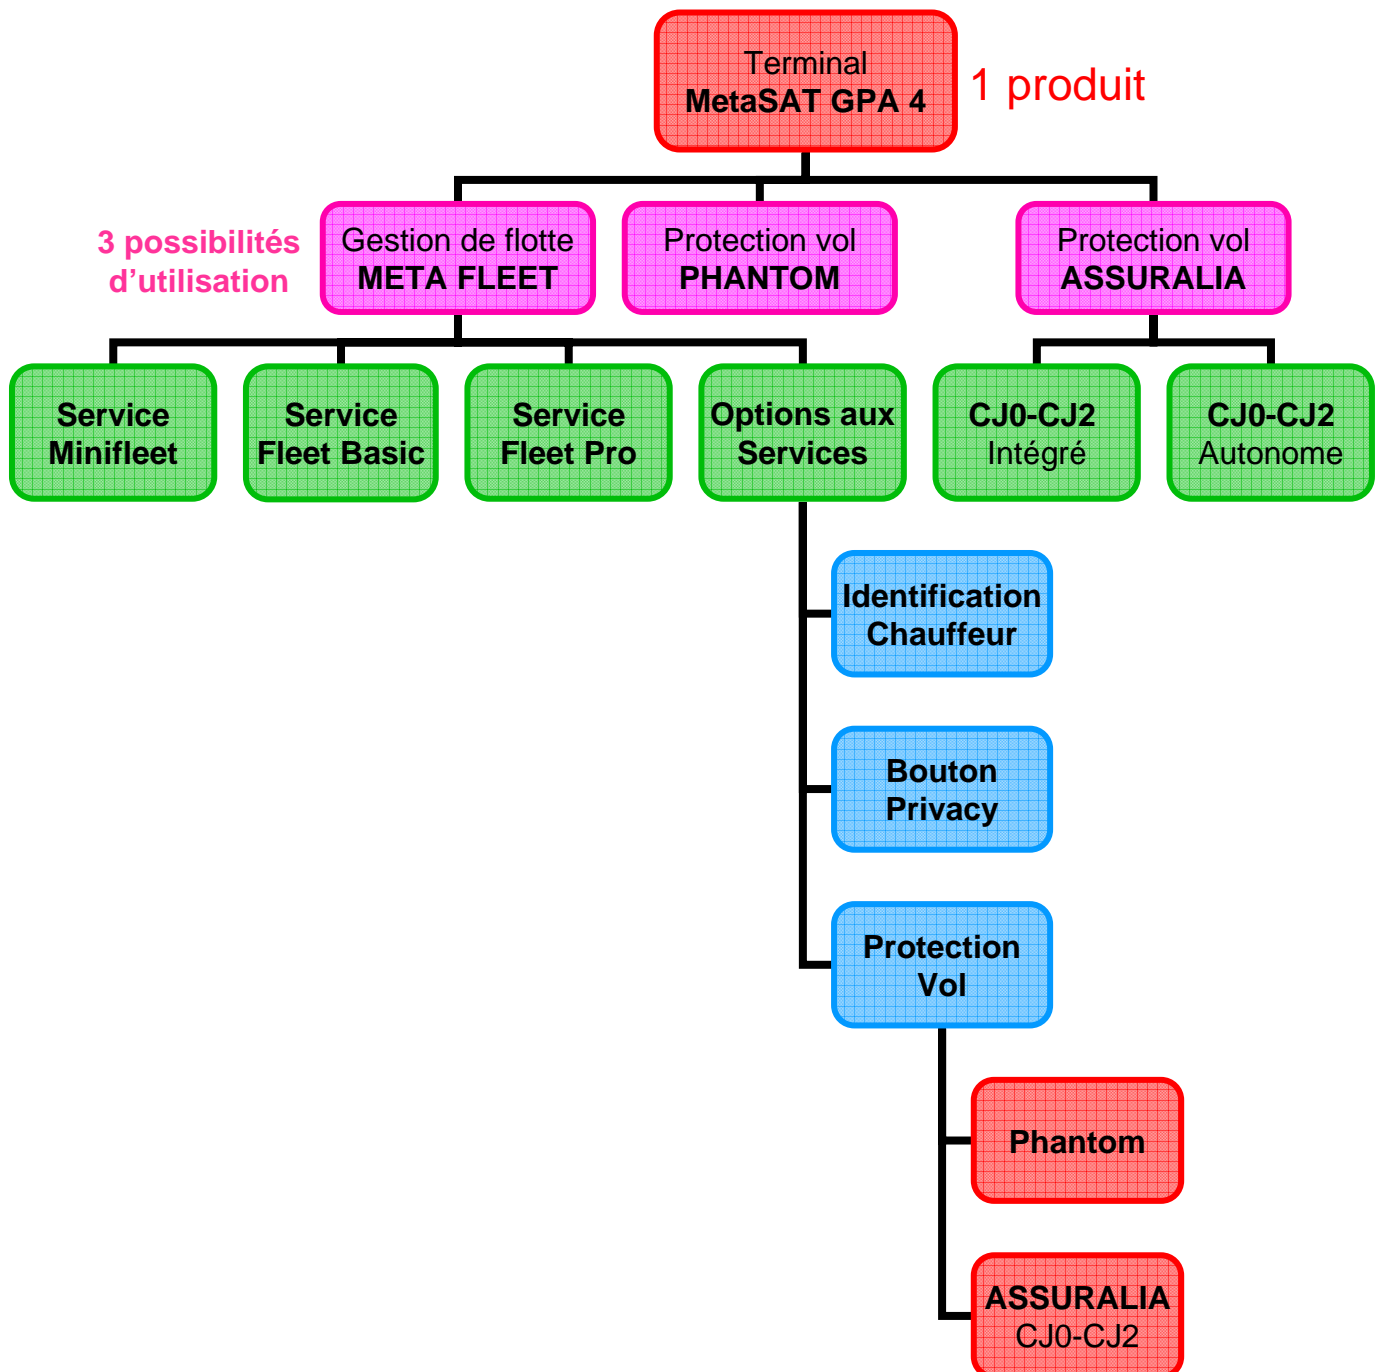 Terminal
MetaSAT GPA 4
1 produit
3 possibilités
d’utilisation
Gestion de flotte
META FLEET
Protection vol
PHANTOM
Protection vol
ASSURALIA
Service
Minifleet
Service
Fleet Basic
Service
Fleet Pro
Options aux
Services
CJ0-CJ2
Intégré
CJ0-CJ2
Autonome
Identification
Chauffeur
Bouton
Privacy
Protection
Vol
Phantom
ASSURALIA
CJ0-CJ2